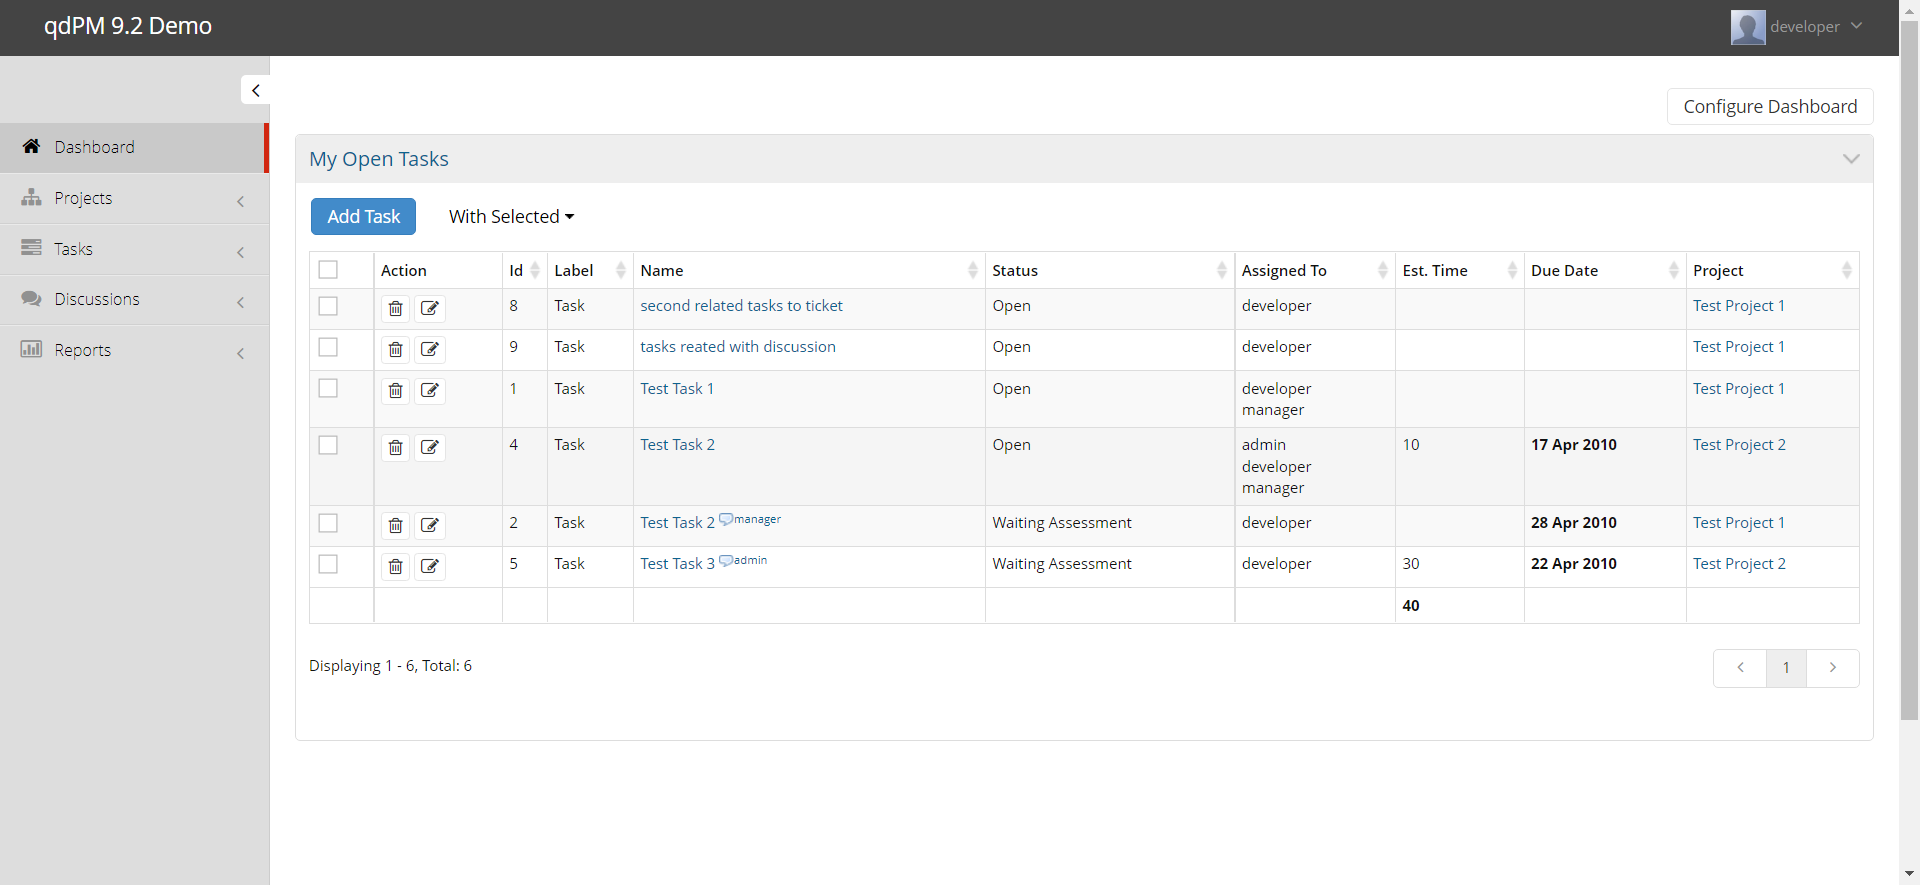 qdPM 9.2 Demo
developer
Configure Dashboard
Dashboard
Projects
Tasks
Discussions
Reports
My Open Tasks
Add Task With Selected
Action Id Label Name Status Assigned To Est. Time Due Date Project
8 Task second related tasks to ticket Open developer Test Project 1
9 Task tasks reated with discussion Open developer Test Project 1
1 Task Test Task 1 Open developer Test Project 1
manager
4 Task Test Task 2 Open admin 10 17 Apr 2010 Test Project 2
developer
manager
2 Task Test Task 2 manager Waiting Assessment developer 28 Apr 2010 Test Project 1
5 Task Test Task 3 admin Waiting Assessment developer 30 22 Apr 2010 Test Project 2
40
Displaying 1 - 6, Total: 6
1